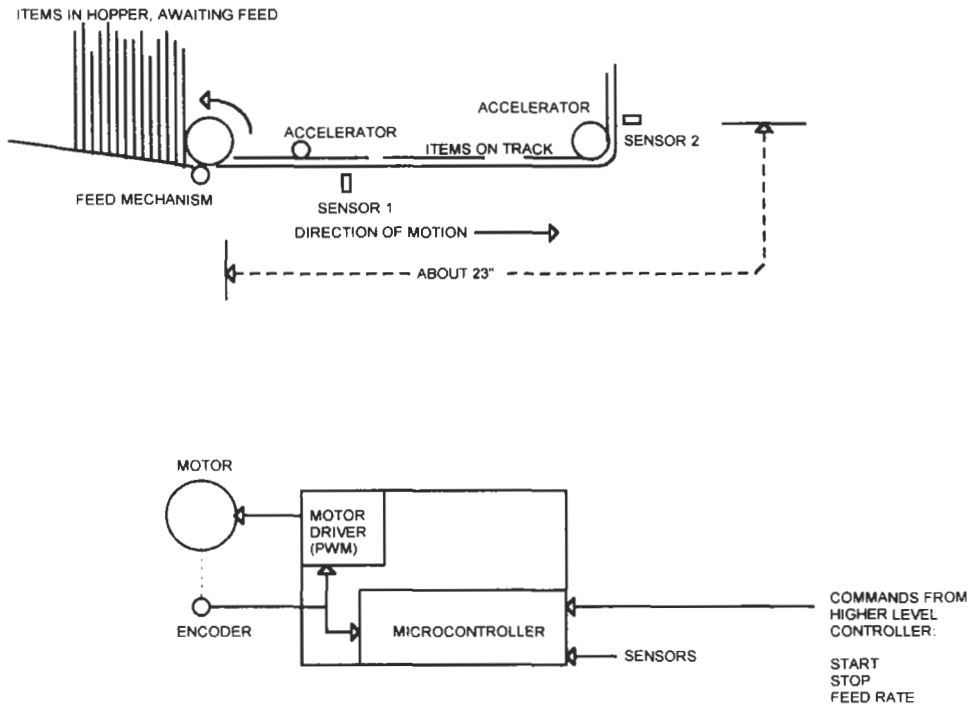 ITEMS IN HOPPER, AWAITING FEED
ACCELERATOR
ACCELERATOR
SENSOR 2
ITEMS ON TRACK
FEED MECHANISM
SENSOR 1
DIRECTION OF MOTION
ABOUT 23"
MOTOR
MOTOR
DRIVER
(PWM)
ENCODER
MICROCONTROLLER
COMMANDS FROM
HIGHER LEVEL
CONTROLLER:
SENSORS
START
STOP
FEED RATE